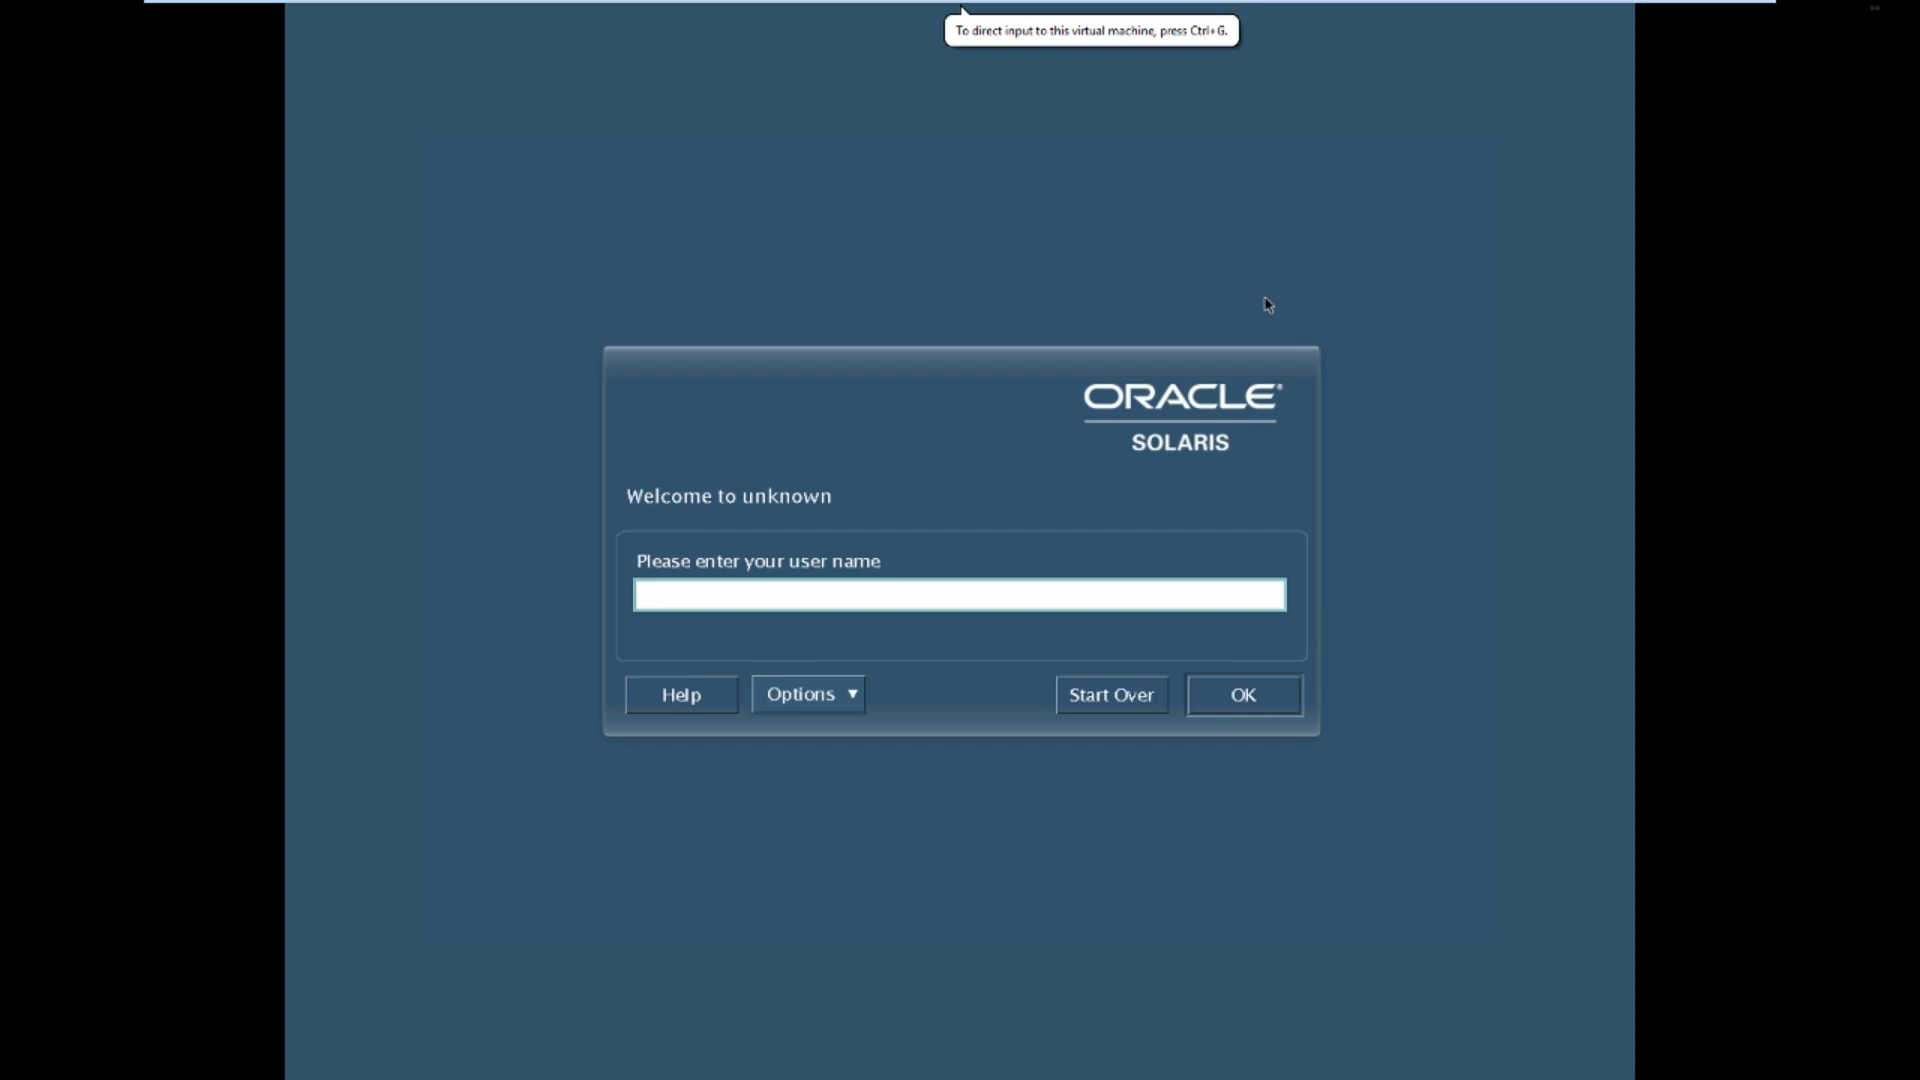 To direct input to this virtual machine, press Ctrl+G.
ORACLE®
SOLARIS
Welcome to unknown
Please enter your user name
Help
Options ▼
Start Over
OK